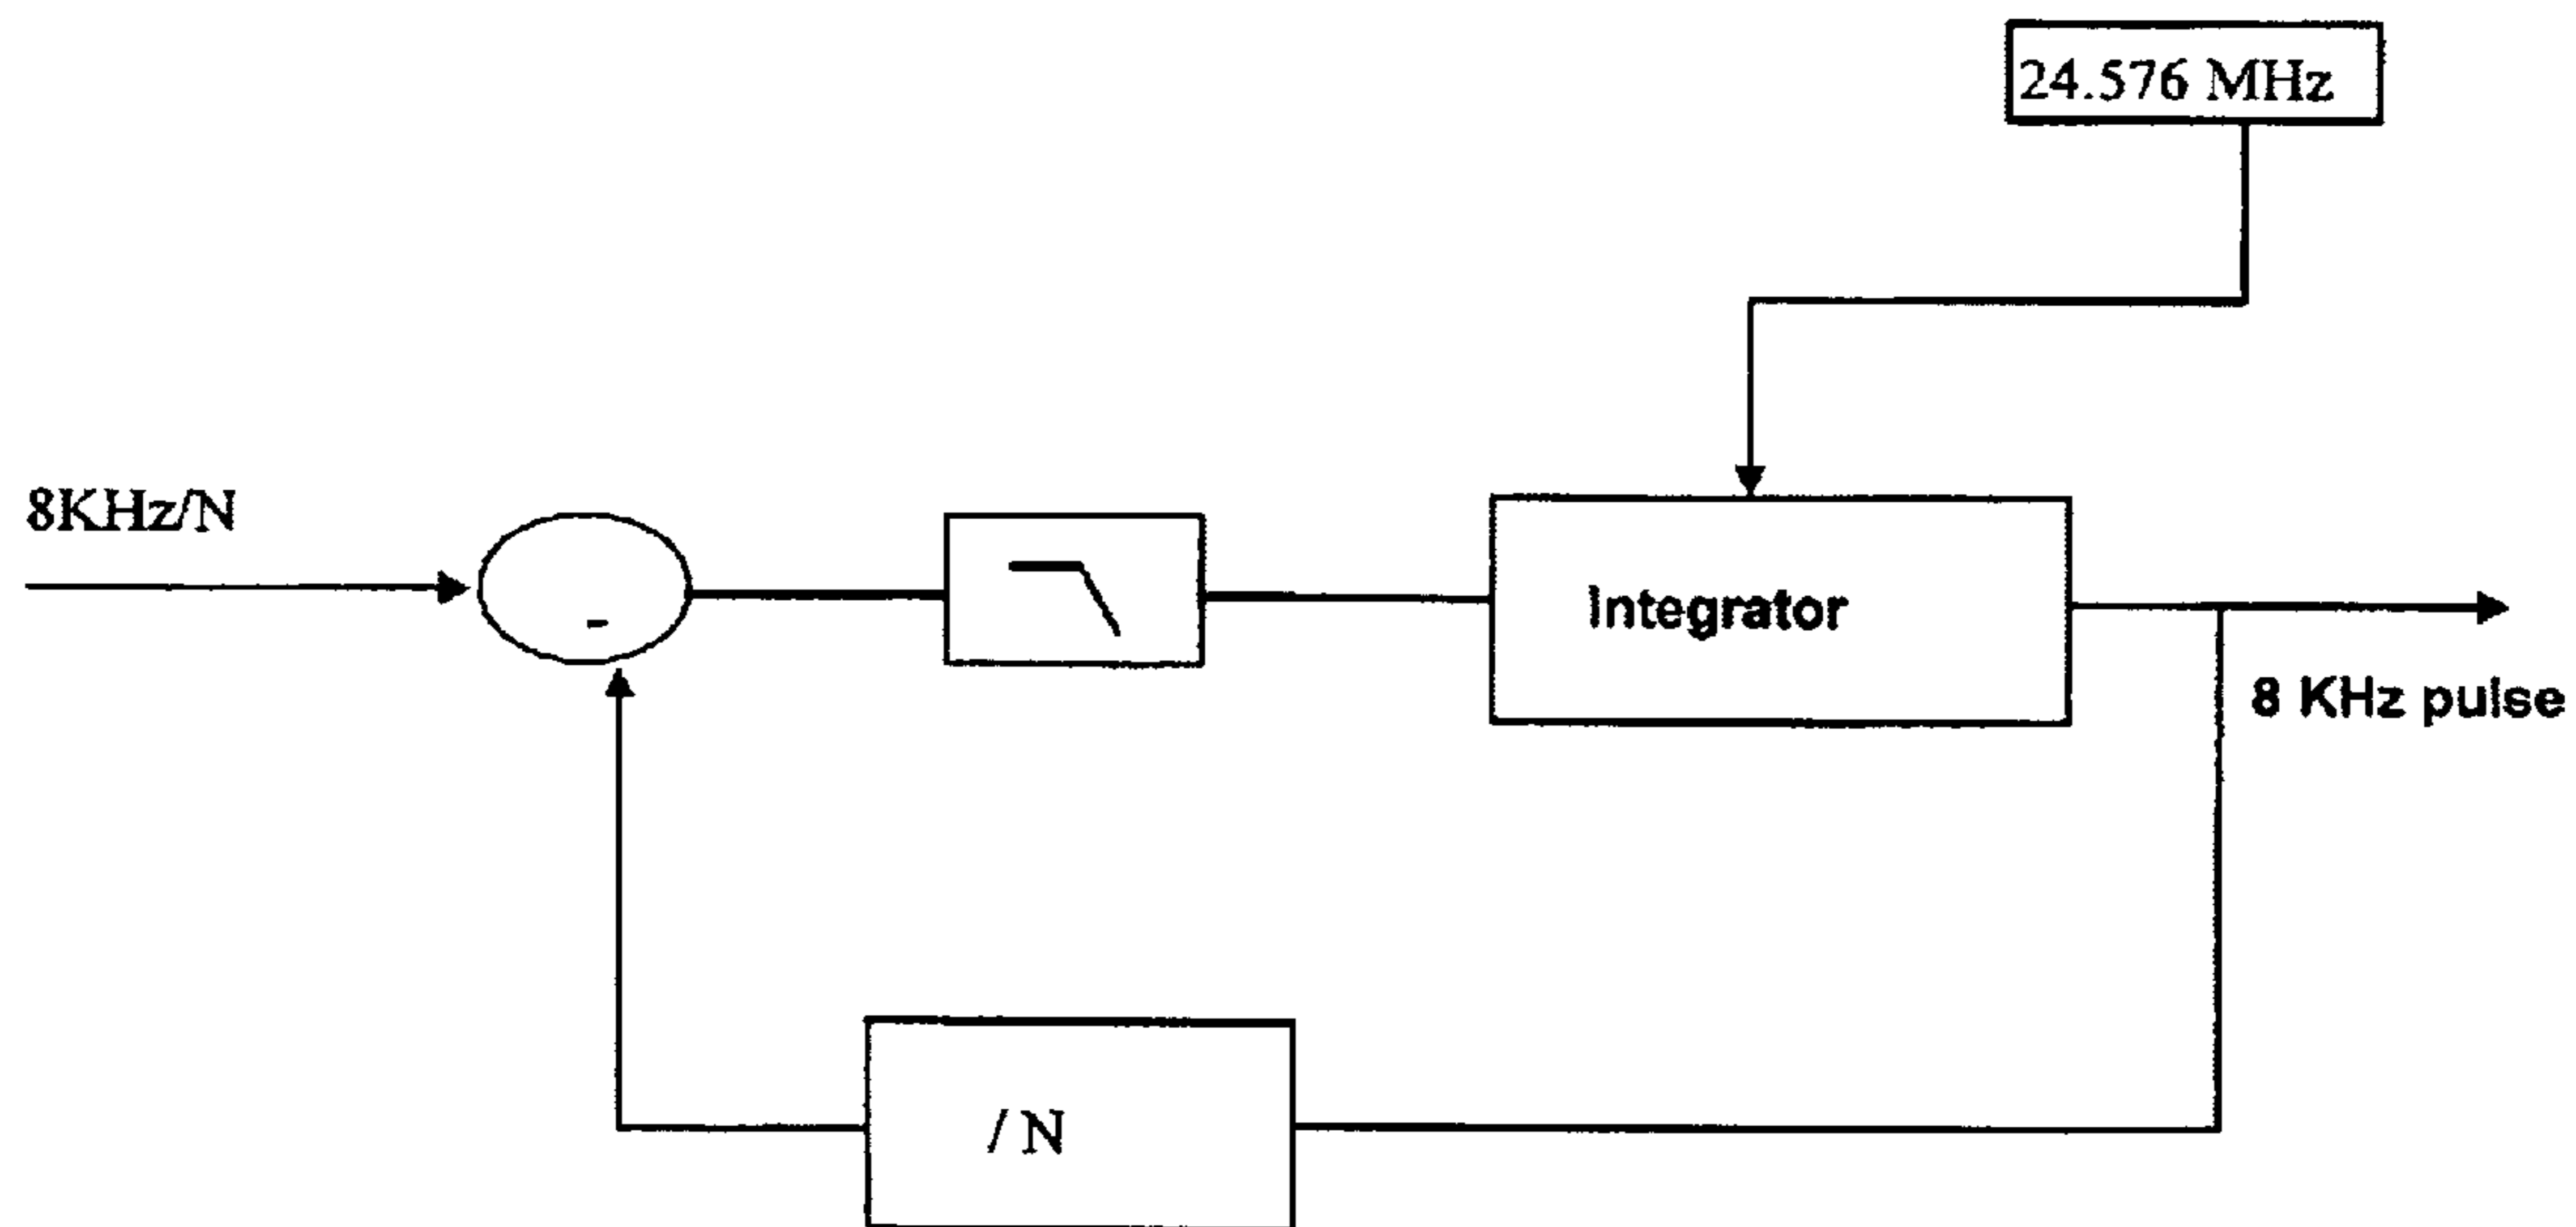 24.576 MHz
8KHz/N
-
Integrator
8 KHz pulse
/ N